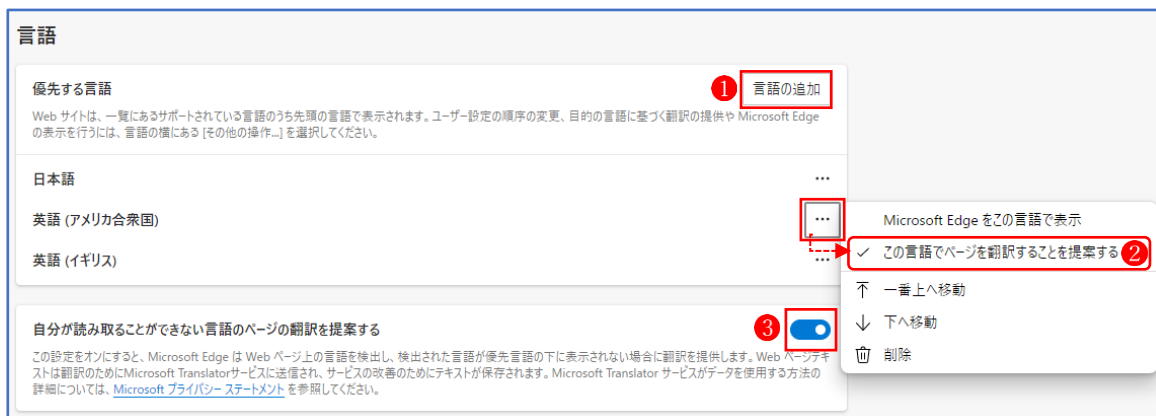 言語
優先する言語
1 言語の追加
Web サイトは、一覧にあるサポートされている言語のうち先頭の言語で表示されます。ユーザー設定の順序の変更、目的の言語に基づく翻訳の提供や Microsoft Edge
の表示を行うには、言語の横にある [その他の操作...] を選択してください。
日本語 ...
英語 (アメリカ合衆国) ...
英語 (イギリス) ...
Microsoft Edge をこの言語で表示
✓ この言語でページを翻訳することを提案する 2
一番上へ移動
下へ移動
削除
自分が読み取ることができない言語のページの翻訳を提案する 3
この設定をオンにすると、Microsoft Edge は Web ページ上の言語を検出し、検出された言語が優先言語の下に表示されない場合に翻訳を提供します。Web ページテキ
ストは翻訳のためにMicrosoft Translatorサービスに送信され、サービスの改善のためにテキストが保存されます。Microsoft Translator サービスがデータを使用する方法の
詳細については、Microsoft プライバシー ステートメント を参照してください。